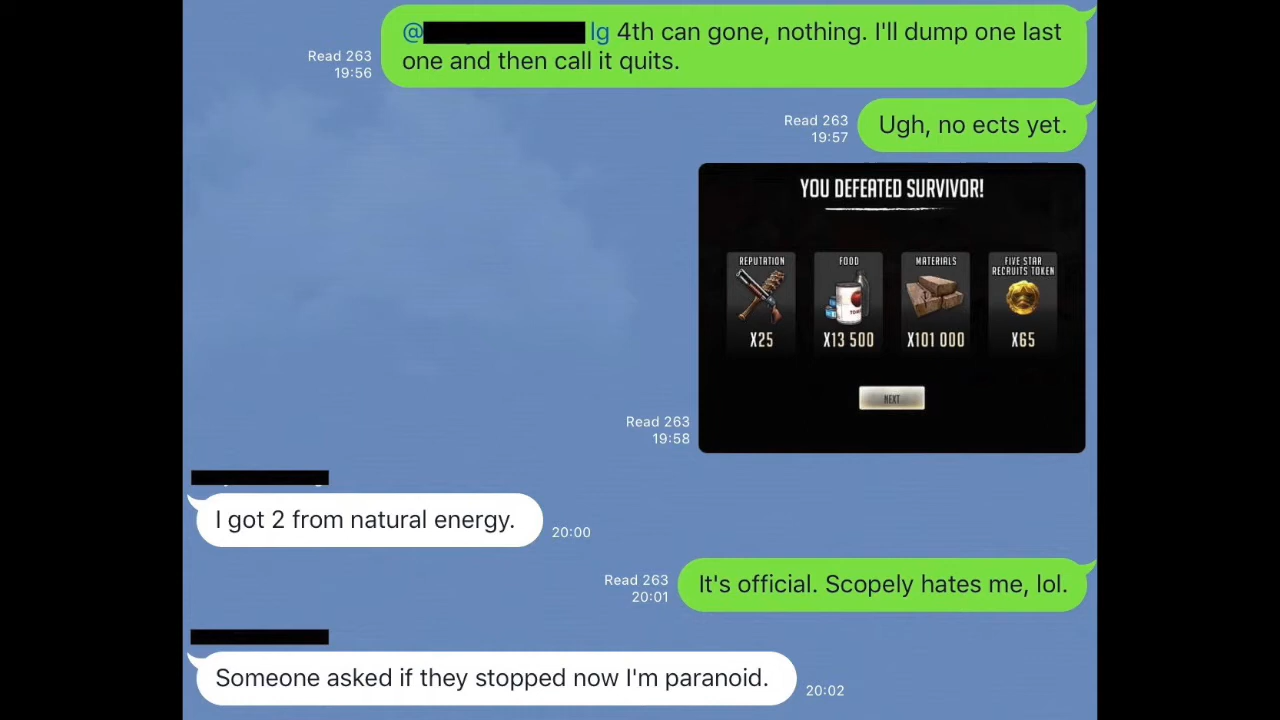 @ lg 4th can gone, nothing. I'll dump one last
one and then call it quits.
Read 263
19:56
Ugh, no ects yet.
Read 263
19:57
YOU DEFEATED SURVIVOR!
REPUTATION
X25
FOOD
X13 500
MATERIALS
X101 000
FIVE STAR
RECRUITS TOKEN
X65
NEXT
Read 263
19:58
I got 2 from natural energy.
20:00
It's official. Scopely hates me, lol.
Read 263
20:01
Someone asked if they stopped now I'm paranoid.
20:02